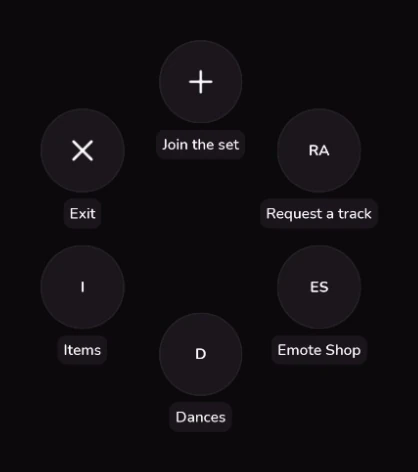 Join the set
Exit
RA
Request a track
I
Items
ES
Emote Shop
D
Dances